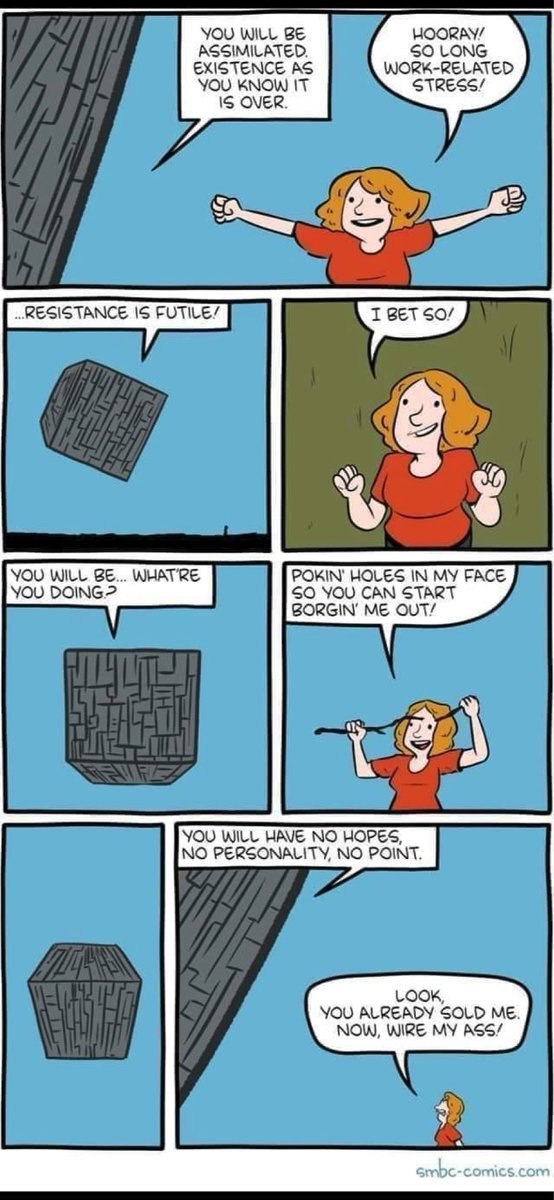 YOU WILL BE
ASSIMILATED.
EXISTENCE AS
YOU KNOW IT
IS OVER.
HOORAY!
SO LONG
WORK-RELATED
STRESS!
...RESISTANCE IS FUTILE!
I BET SO!
YOU WILL BE... WHAT'RE
YOU DOING?
POKIN' HOLES IN MY FACE
SO YOU CAN START
BORGIN' ME OUT!
YOU WILL HAVE NO HOPES,
NO PERSONALITY, NO POINT.
LOOK,
YOU ALREADY SOLD ME.
NOW, WIRE MY ASS!
smbc-comics.com